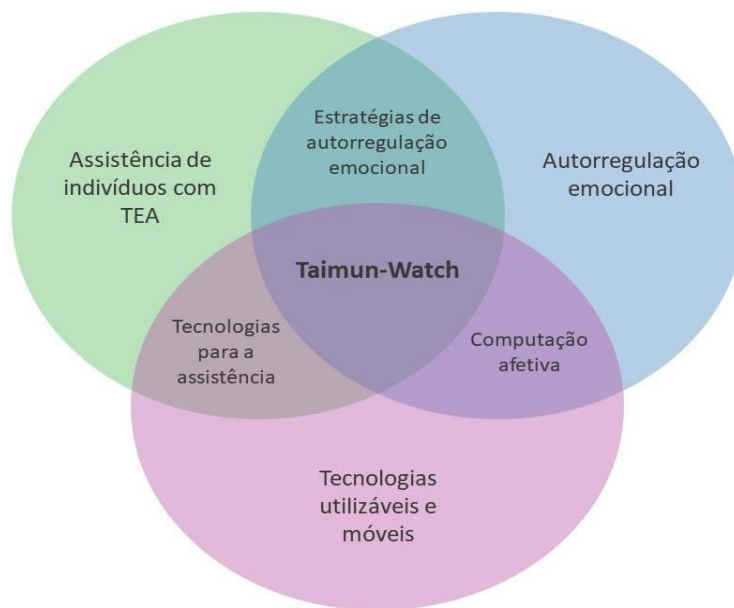 Estratégias de
autorregulação
emocional
Assistência de
indivíduos com
TEA
Autorregulação
emocional
Taimun-Watch
Tecnologias
para a
assistência
Computação
afetiva
Tecnologias
utilizáveis e
móveis